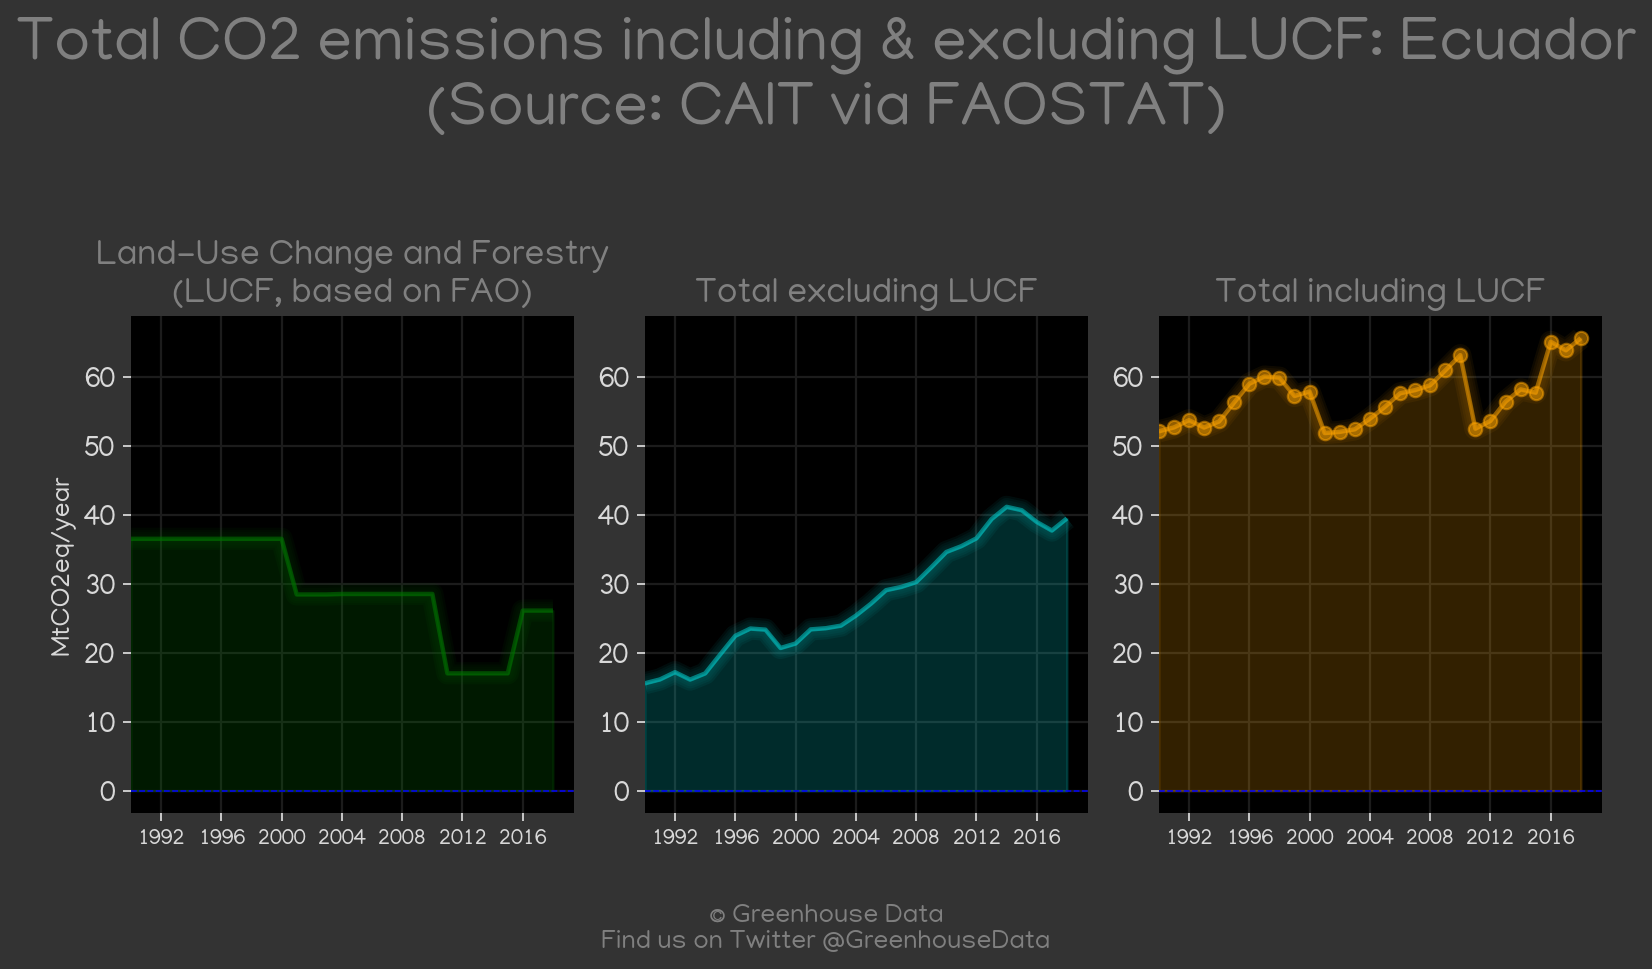 Total CO2 emissions including & excluding LUCF: Ecuador
(Source: CAIT via FAOSTAT)
Land-Use Change and Forestry
(LUCF, based on FAO)
MtCO2eq/year
60
50
40
30
20
10
0
1992 1996 2000 2004 2008 2012 2016
Total excluding LUCF
60
50
40
30
20
10
0
1992 1996 2000 2004 2008 2012 2016
Total including LUCF
60
50
40
30
20
10
0
1992 1996 2000 2004 2008 2012 2016
© Greenhouse Data
Find us on Twitter @GreenhouseData